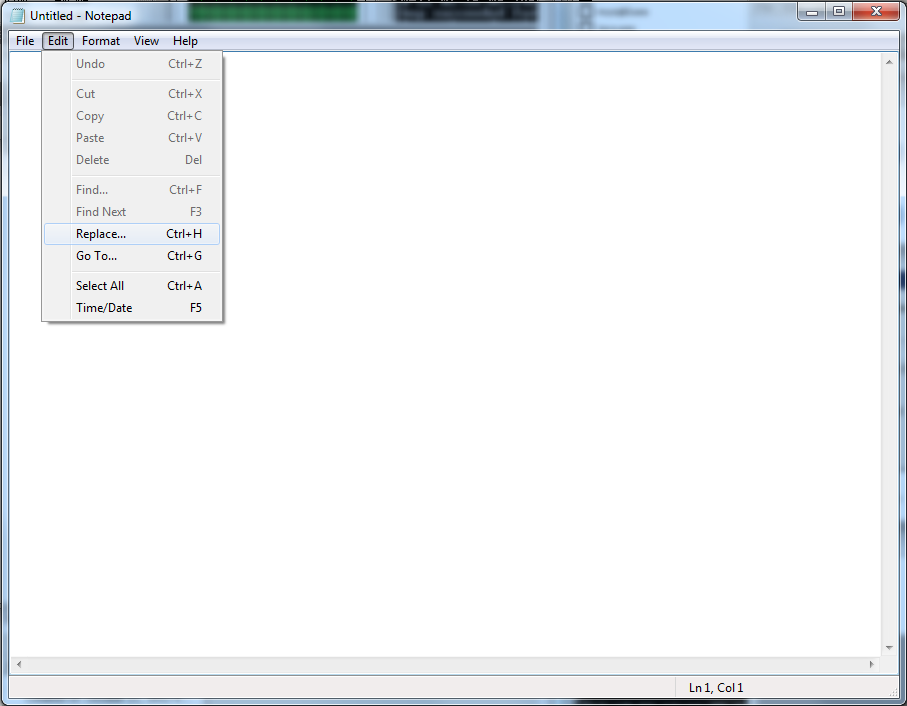 Untitled - Notepad
File Edit Format View Help
Undo Ctrl+Z
Cut Ctrl+X
Copy Ctrl+C
Paste Ctrl+V
Delete Del
Find... Ctrl+F
Find Next F3
Replace... Ctrl+H
Go To... Ctrl+G
Select All Ctrl+A
Time/Date F5
Ln 1, Col 1